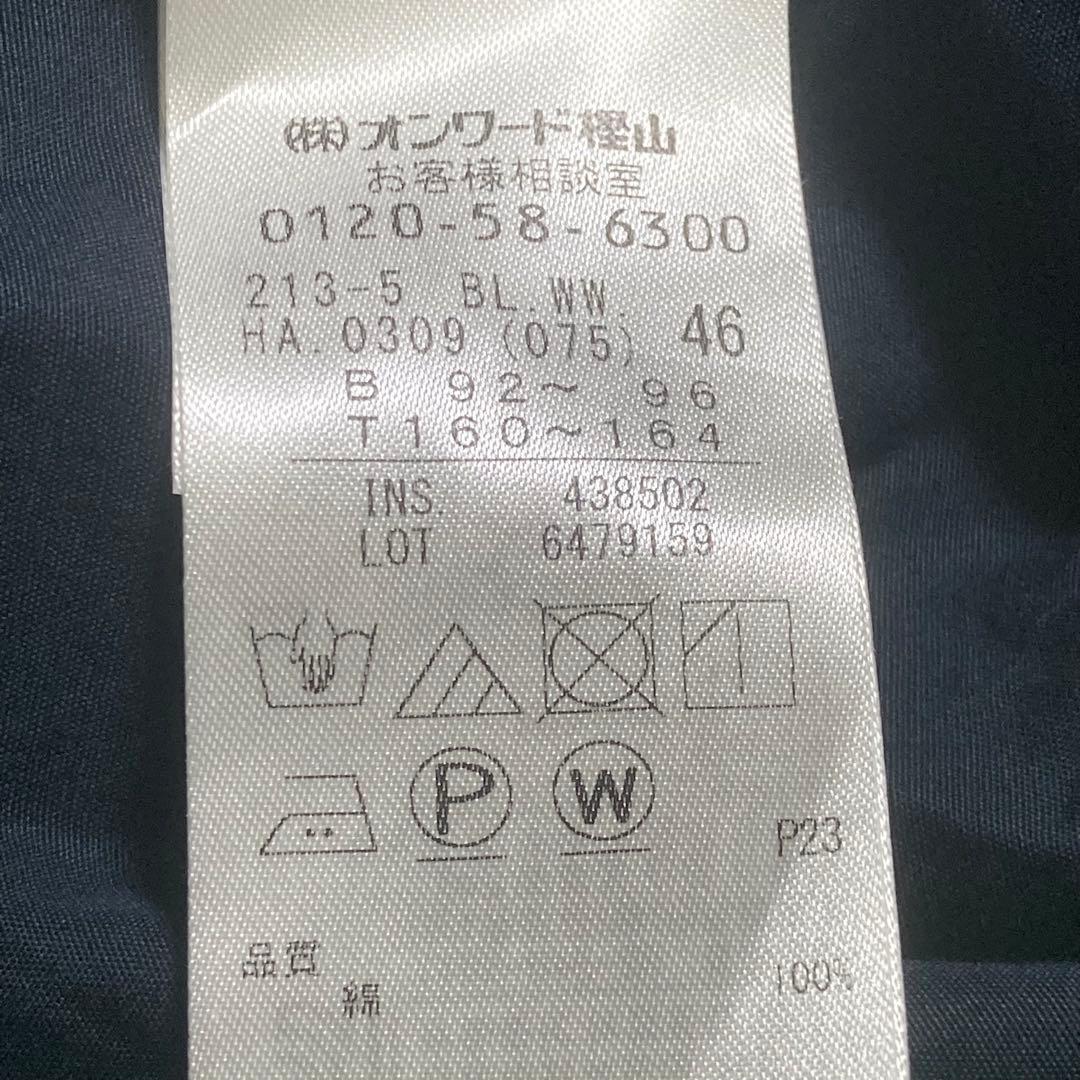 ㈱オンワード樫山
お客様相談室
0120-58-6300
213-5 BL.WW.
HA.0309 (075) 46
B 92～ 96
T160～164
INS. 438502
LOT 6479159
P W
P23
品質
綿 100%